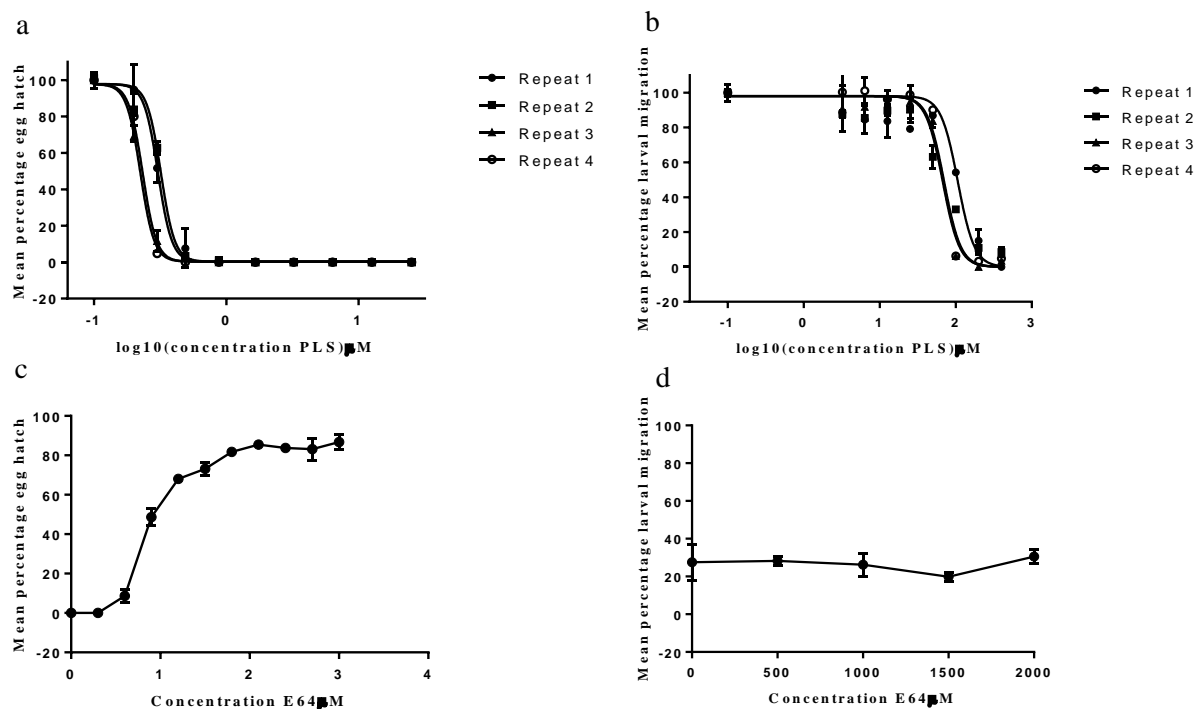 a
Mean percentage egg hatch
100
80
60
40
20
0
-20
-1
0
1
log10(concentration PLS)μM
Repeat 1
Repeat 2
Repeat 3
Repeat 4
b
Mean percentage larval migration
100
80
60
40
20
0
-20
-1
0
1
2
3
log10(concentration PLS)μM
Repeat 1
Repeat 2
Repeat 3
Repeat 4
c
Mean percentage egg hatch
100
80
60
40
20
0
-20
0
1
2
3
4
Concentration E64μM
d
Mean percentage larval migration
100
80
60
40
20
0
-20
0
500
1000
1500
2000
Concentration E64μM